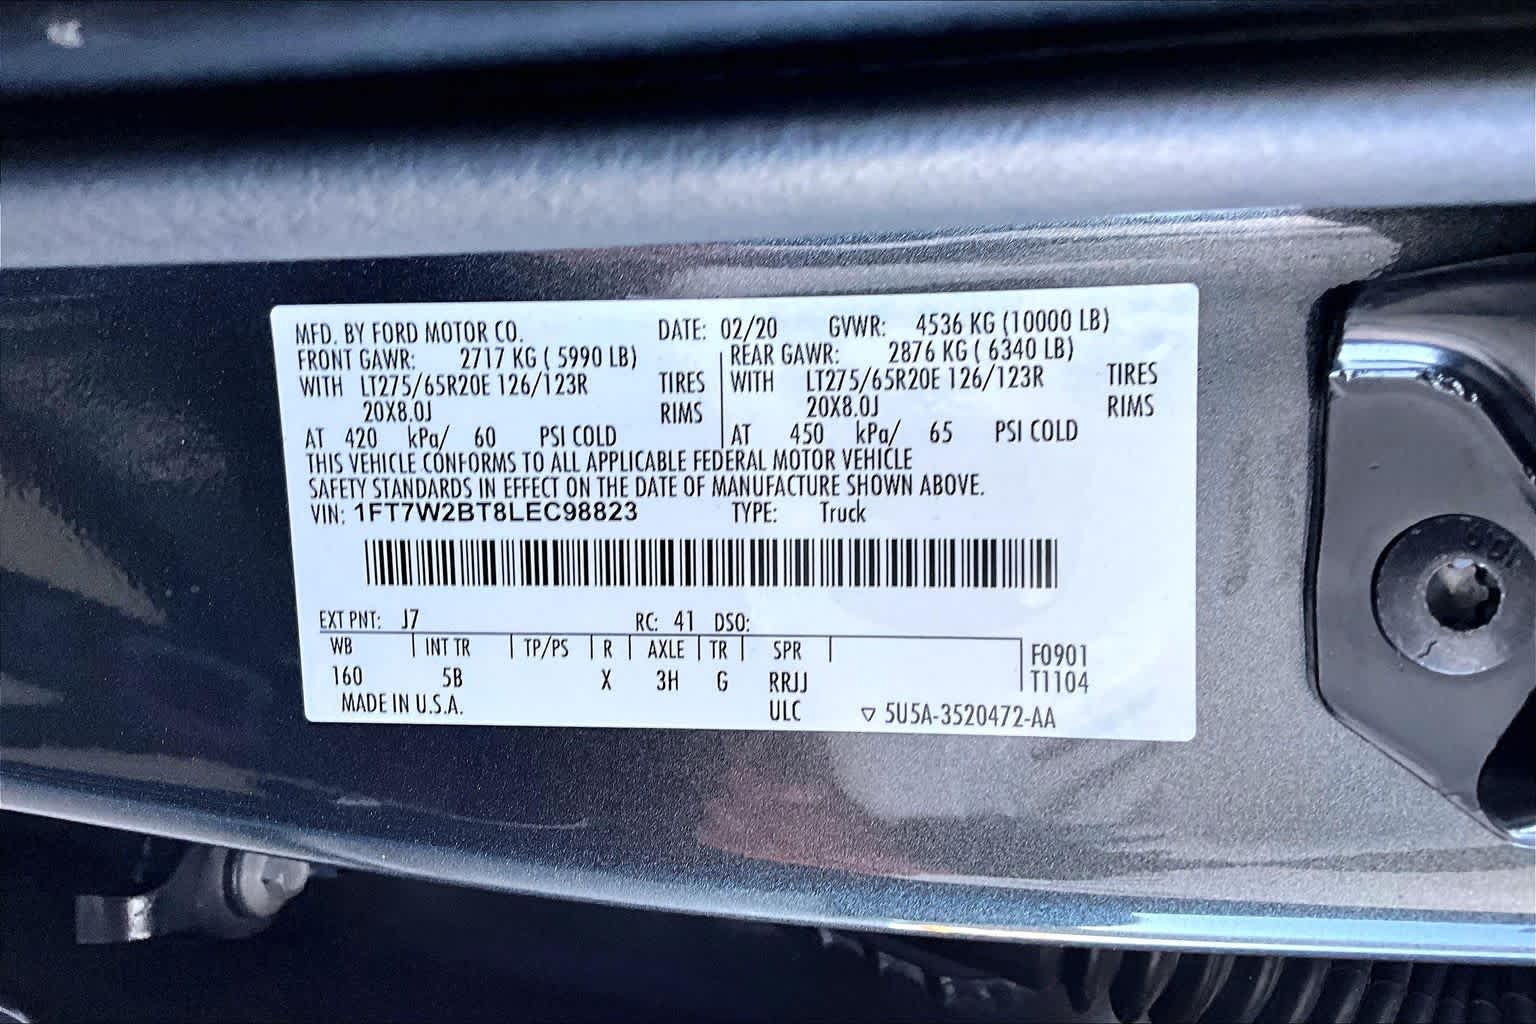 MFD. BY FORD MOTOR CO. DATE: 02/20 GVWR: 4536 KG (10000 LB)
FRONT GAWR: 2717 KG ( 5990 LB) REAR GAWR: 2876 KG ( 6340 LB)
WITH LT275/65R20E 126/123R TIRES WITH LT275/65R20E 126/123R TIRES
20X8.0J RIMS 20X8.0J RIMS
AT 420 kPa/ 60 PSI COLD AT 450 kPa/ 65 PSI COLD
THIS VEHICLE CONFORMS TO ALL APPLICABLE FEDERAL MOTOR VEHICLE
SAFETY STANDARDS IN EFFECT ON THE DATE OF MANUFACTURE SHOWN ABOVE.
VIN: 1FT7W2BT8LEC98823 TYPE: Truck
EXT PNT: J7 RC: 41 DSO:
WB INT TR TP/PS R AXLE TR SPR F0901
160 5B X 3H G RRJJ T1104
MADE IN U.S.A. ULC 5U5A-3520472-AA